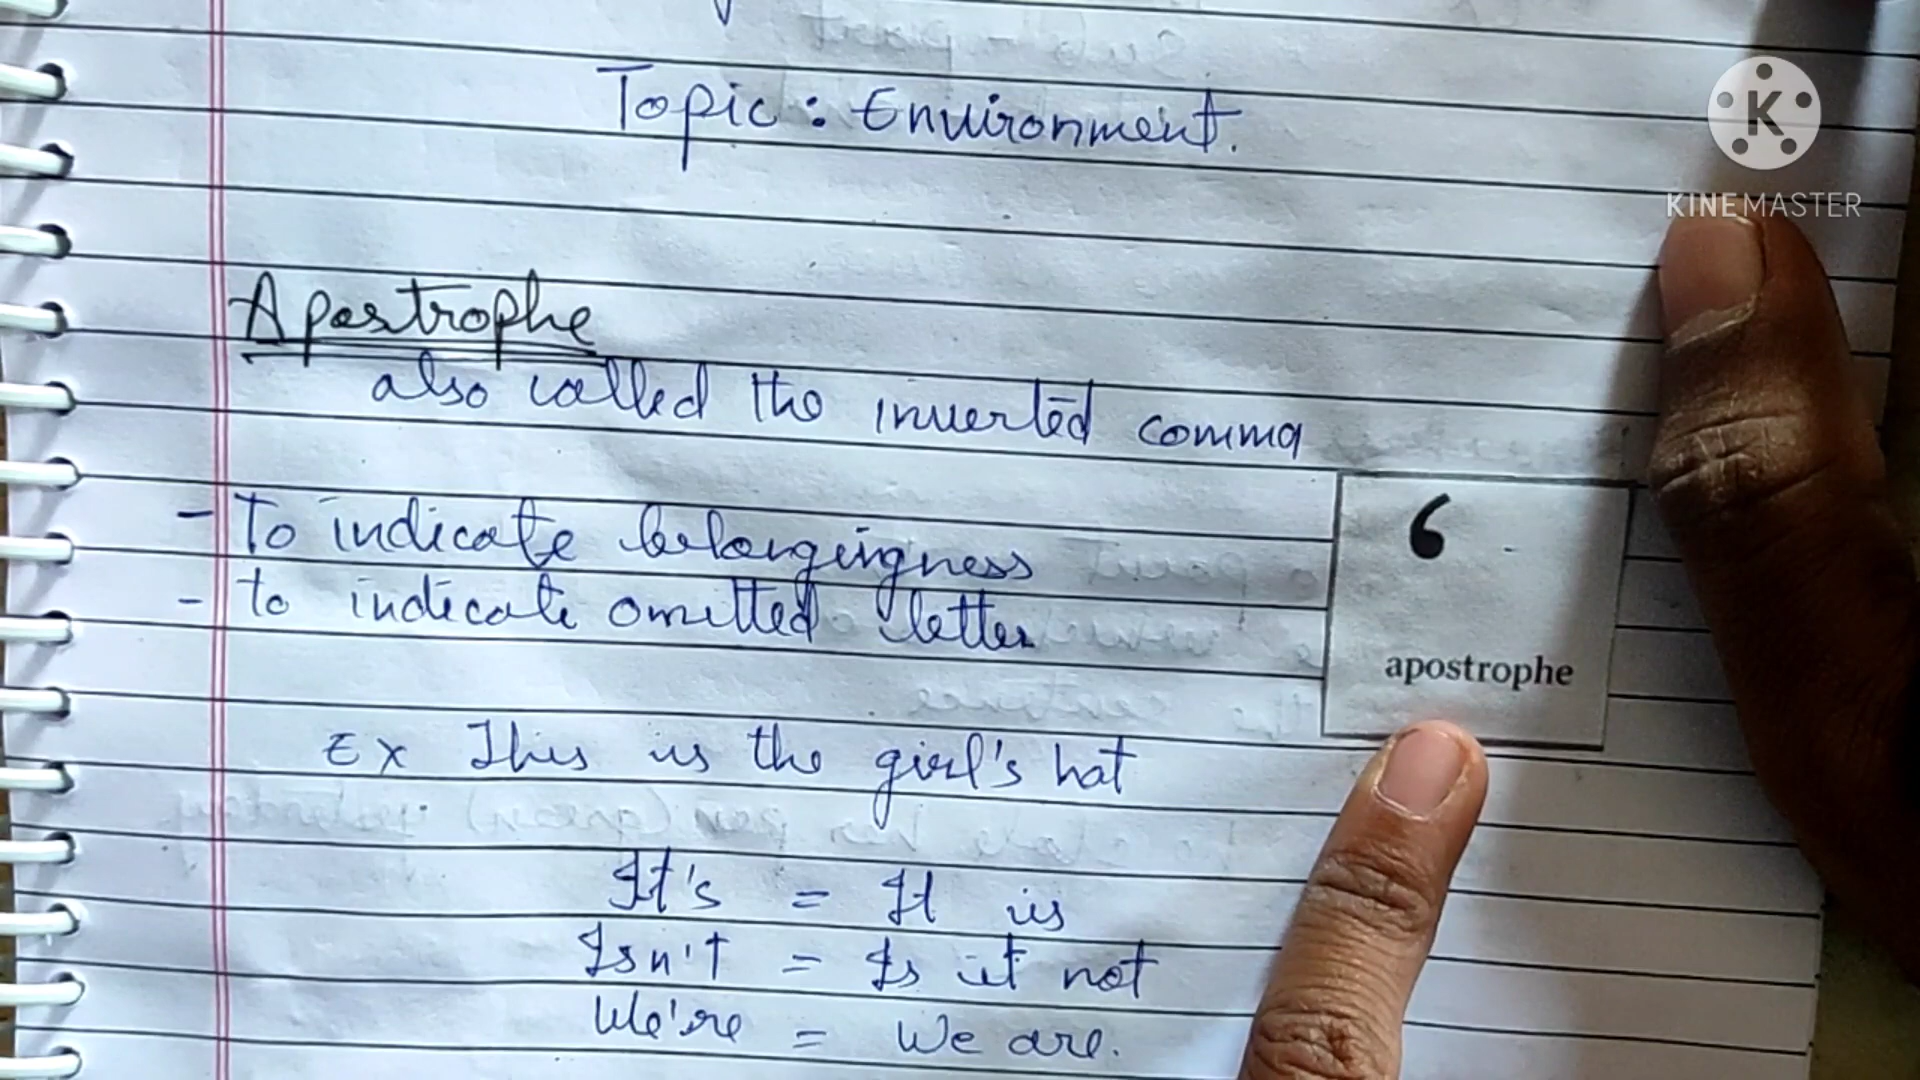 Topic : Environment.
KINEMASTER
Apostrophe
also called the inverted comma
‘
- To indicate belongingness
- to indicate omitted letter
apostrophe
Ex This is the girl's hat
It's = It is
Isn't = Is it not
We're = We are.